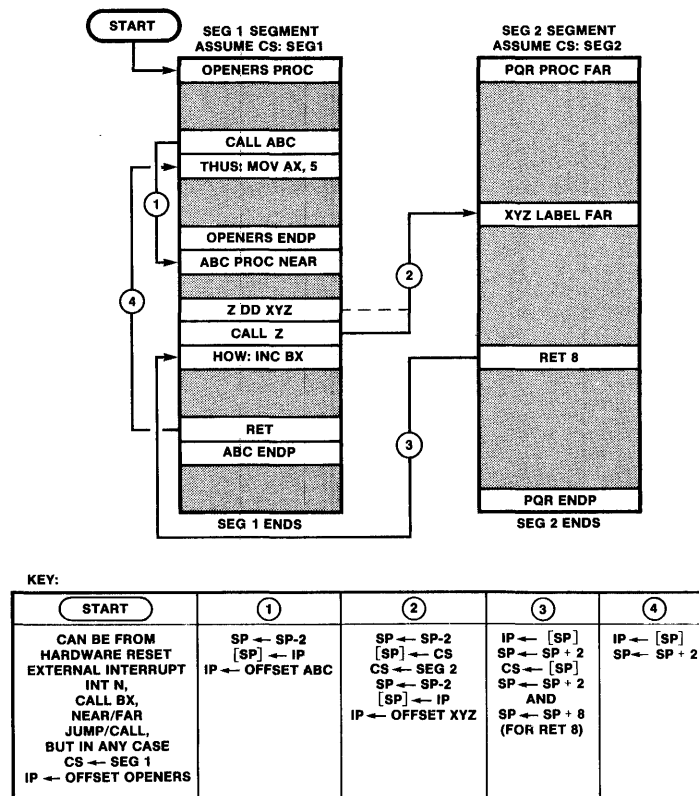 START
SEG 1 SEGMENT
ASSUME CS: SEG1
OPENERS PROC
CALL ABC
THUS: MOV AX, 5
OPENERS ENDP
ABC PROC NEAR
Z DD XYZ
CALL Z
HOW: INC BX
RET
ABC ENDP
SEG 1 ENDS
1
4
2
3
SEG 2 SEGMENT
ASSUME CS: SEG2
PQR PROC FAR
XYZ LABEL FAR
RET 8
PQR ENDP
SEG 2 ENDS
KEY:
START
CAN BE FROM
HARDWARE RESET
EXTERNAL INTERRUPT
INT N,
CALL BX,
NEAR/FAR
JUMP/CALL,
BUT IN ANY CASE
CS ← SEG 1
IP ← OFFSET OPENERS
1
SP ← SP-2
[SP] ← IP
IP ← OFFSET ABC
2
SP ← SP-2
[SP] ← CS
CS ← SEG 2
SP ← SP-2
[SP] ← IP
IP ← OFFSET XYZ
3
IP ← [SP]
SP ← SP + 2
CS ← [SP]
SP ← SP + 2
AND
SP ← SP + 8
(FOR RET 8)
4
IP ← [SP]
SP ← SP + 2